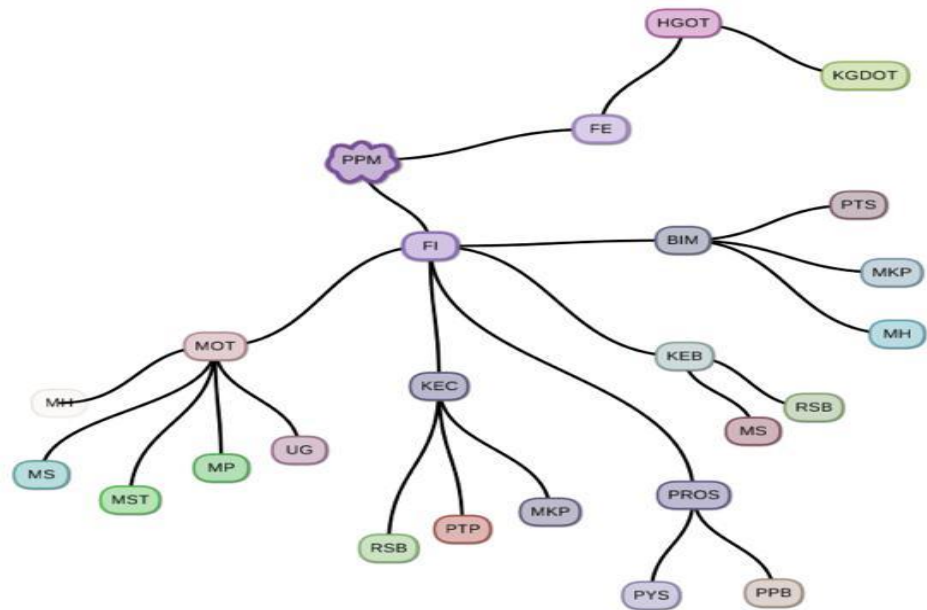 HGOT
KGDOT
FE
PPM
PTS
BIM
FI
MKP
MH
MOT
KEB
KEC
MH
RSB
MS
UG
MP
MS
MST
PROS
MKP
PTP
RSB
PYS
PPB